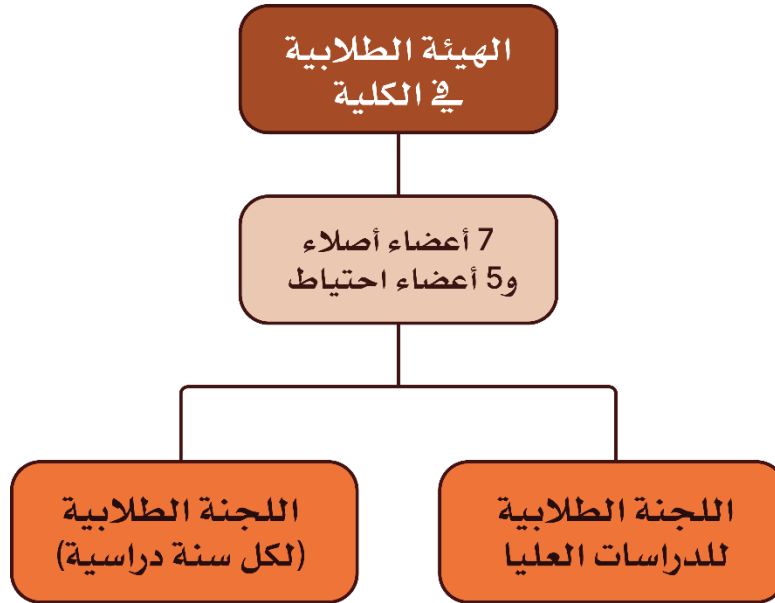 الهيئة الطلابية
في الكلية
7 أعضاء أصلاء
و5 أعضاء احتياط
اللجنة الطلابية
للدراسات العليا
اللجنة الطلابية
(لكل سنة دراسية)